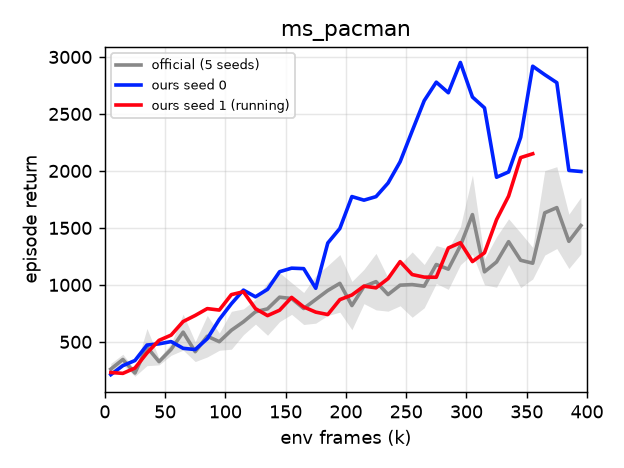 ms_pacman
official (5 seeds)
ours seed 0
ours seed 1 (running)
episode return
3000
2500
2000
1500
1000
500
0
50
100
150
200
250
300
350
400
env frames (k)